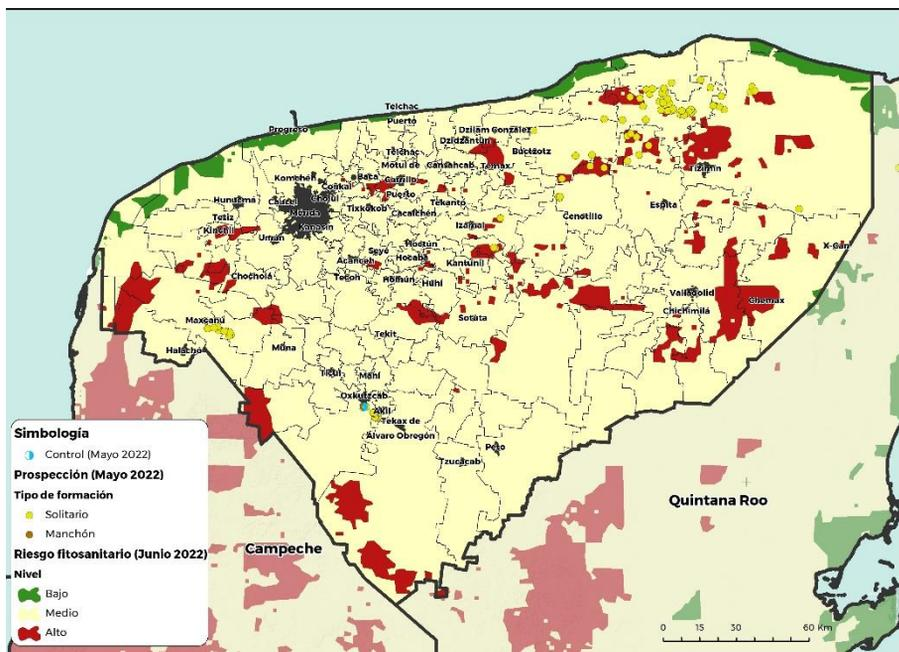 Telchac
Puerto
Progreso
Dzilam González
Dzidzantún
Telchac
Buctzotz
Motul de
Cansahcab
Temax
Komchén
Baca
Carrillo
Conkal
Tizimín
Puerto
Hunucmá
Caucel
Cholul
Tekantó
Espita
Mérida
Tixkokob
Cacalchén
Cenotillo
Tetiz
Kinchil
Kanasín
Izamal
Umán
Hoctún
X-Can
Seyé
Acanceh
Hocabá
Kantunil
Chocholá
Tecoh
Homún
Huhí
Valladolid
Chemax
Chichimilá
Maxcanú
Sotuta
Tekit
Halachó
Muna
Ticul
Maní
Oxkutzcab
Akil
Tekax de
Álvaro Obregón
Peto
Tzucacab
Quintana Roo
Campeche
Simbología
Control (Mayo 2022)
Prospección (Mayo 2022)
Tipo de formación
Solitario
Manchón
Riesgo fitosanitario (Junio 2022)
Nivel
Bajo
Medio
Alto
0 15 30 60 Km